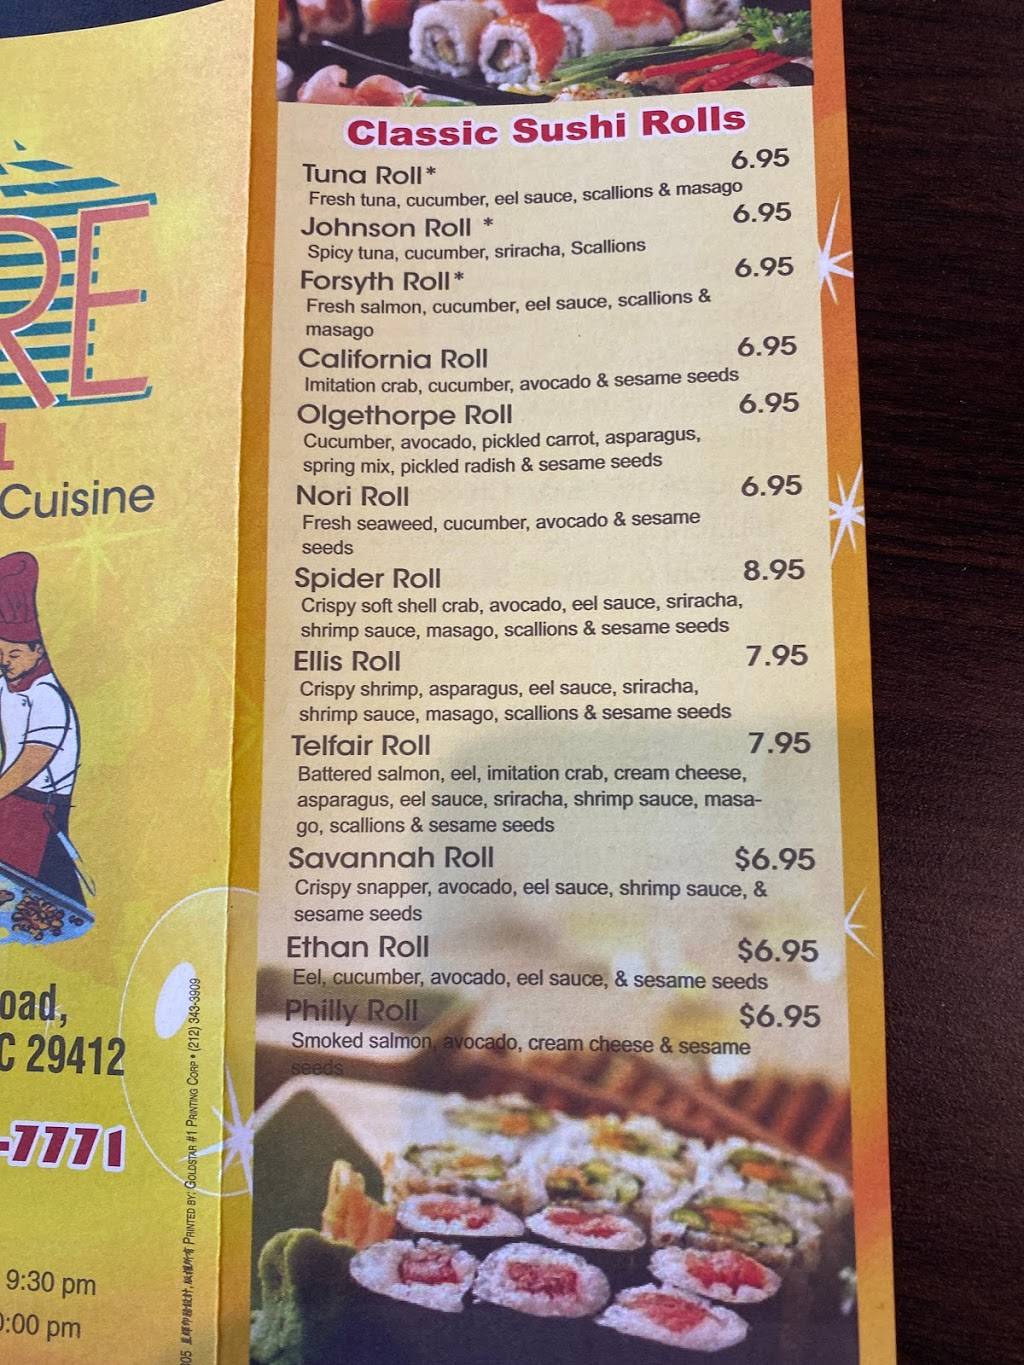 RE
1
Cuisine
oad,
C 29412
-7771
9:30 pm
0:00 pm
PRINTED BY: GOLDSTAR #1 PRINTING CORP • (212) 343-3909
Classic Sushi Rolls
Tuna Roll* 6.95
Fresh tuna, cucumber, eel sauce, scallions & masago
Johnson Roll * 6.95
Spicy tuna, cucumber, sriracha, Scallions
Forsyth Roll* 6.95
Fresh salmon, cucumber, eel sauce, scallions &
masago
California Roll 6.95
Imitation crab, cucumber, avocado & sesame seeds
Olgethorpe Roll 6.95
Cucumber, avocado, pickled carrot, asparagus,
spring mix, pickled radish & sesame seeds
Nori Roll 6.95
Fresh seaweed, cucumber, avocado & sesame
seeds
Spider Roll 8.95
Crispy soft shell crab, avocado, eel sauce, sriracha,
shrimp sauce, masago, scallions & sesame seeds
Ellis Roll 7.95
Crispy shrimp, asparagus, eel sauce, sriracha,
shrimp sauce, masago, scallions & sesame seeds
Telfair Roll 7.95
Battered salmon, eel, imitation crab, cream cheese,
asparagus, eel sauce, sriracha, shrimp sauce, masa-
go, scallions & sesame seeds
Savannah Roll $6.95
Crispy snapper, avocado, eel sauce, shrimp sauce, &
sesame seeds
Ethan Roll $6.95
Eel, cucumber, avocado, eel sauce, & sesame seeds
Philly Roll $6.95
Smoked salmon, avocado, cream cheese & sesame
seeds